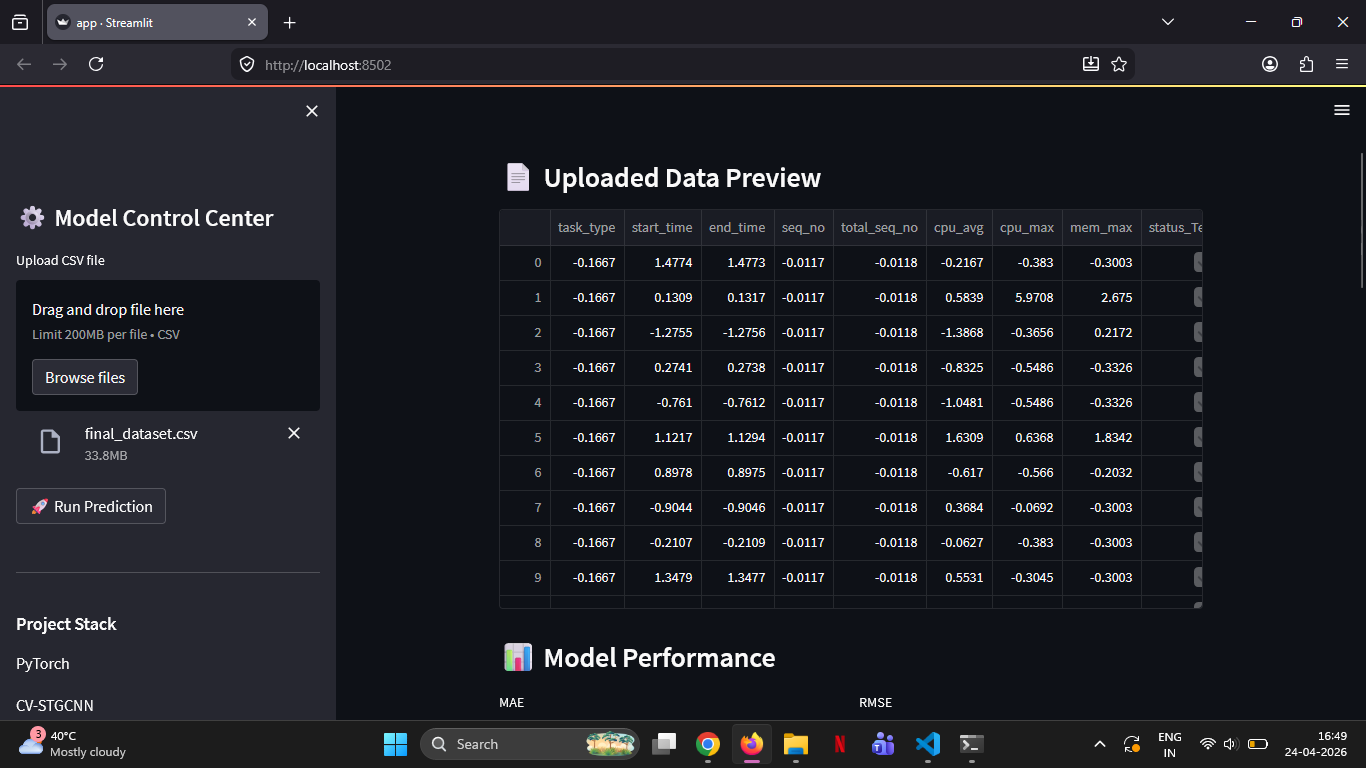 app · Streamlit
http://localhost:8502
Model Control Center
Upload CSV file
Drag and drop file here
Limit 200MB per file • CSV
Browse files
final_dataset.csv
33.8MB
🚀 Run Prediction
Project Stack
PyTorch
CV-STGCNN
Uploaded Data Preview
task_type start_time end_time seq_no total_seq_no cpu_avg cpu_max mem_max status_Te
0 -0.1667 1.4774 1.4773 -0.0117 -0.0118 -0.2167 -0.383 -0.3003
1 -0.1667 0.1309 0.1317 -0.0117 -0.0118 0.5839 5.9708 2.675
2 -0.1667 -1.2755 -1.2756 -0.0117 -0.0118 -1.3868 -0.3656 0.2172
3 -0.1667 0.2741 0.2738 -0.0117 -0.0118 -0.8325 -0.5486 -0.3326
4 -0.1667 -0.761 -0.7612 -0.0117 -0.0118 -1.0481 -0.5486 -0.3326
5 -0.1667 1.1217 1.1294 -0.0117 -0.0118 1.6309 0.6368 1.8342
6 -0.1667 0.8978 0.8975 -0.0117 -0.0118 -0.617 -0.566 -0.2032
7 -0.1667 -0.9044 -0.9046 -0.0117 -0.0118 0.3684 -0.0692 -0.3003
8 -0.1667 -0.2107 -0.2109 -0.0117 -0.0118 -0.0627 -0.383 -0.3003
9 -0.1667 1.3479 1.3477 -0.0117 -0.0118 0.5531 -0.3045 -0.3003
Model Performance
MAE RMSE
3
40°C
Mostly cloudy
Search
N
ENG
IN
16:49
24-04-2026